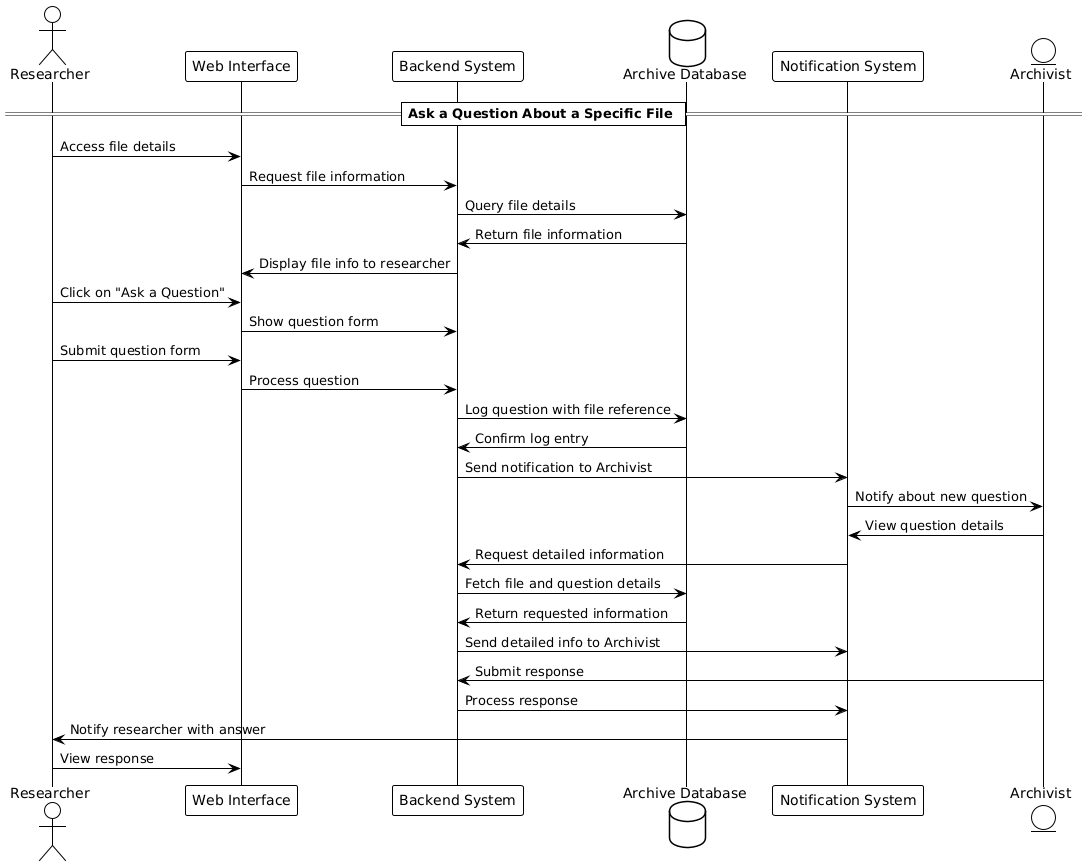 Researcher
Web Interface
Backend System
Archive Database
Notification System
Archivist
Ask a Question About a Specific File
Access file details
Request file information
Query file details
Return file information
Display file info to researcher
Click on "Ask a Question"
Show question form
Submit question form
Process question
Log question with file reference
Confirm log entry
Send notification to Archivist
Notify about new question
View question details
Request detailed information
Fetch file and question details
Return requested information
Send detailed info to Archivist
Submit response
Process response
Notify researcher with answer
View response
Researcher
Web Interface
Backend System
Archive Database
Notification System
Archivist